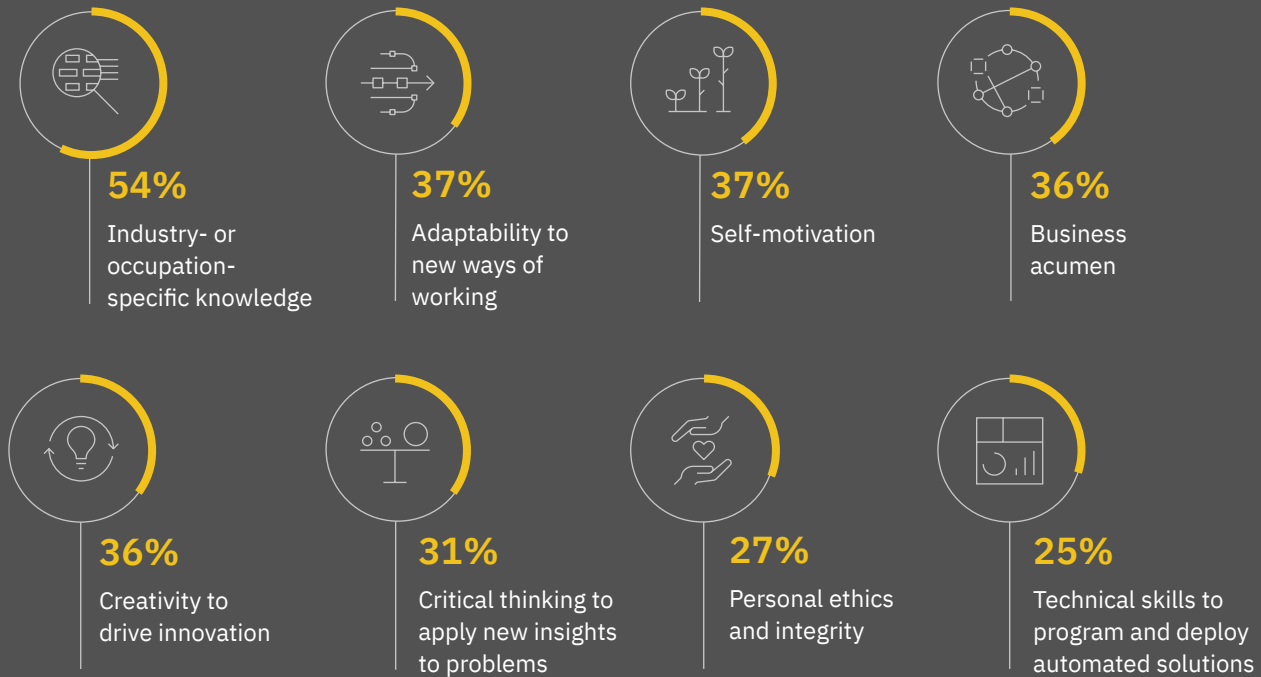 54%
Industry- or
occupation-
specific knowledge
37%
Adaptability to
new ways of
working
37%
Self-motivation
36%
Business
acumen
36%
Creativity to
drive innovation
31%
Critical thinking to
apply new insights
to problems
27%
Personal ethics
and integrity
25%
Technical skills to
program and deploy
automated solutions